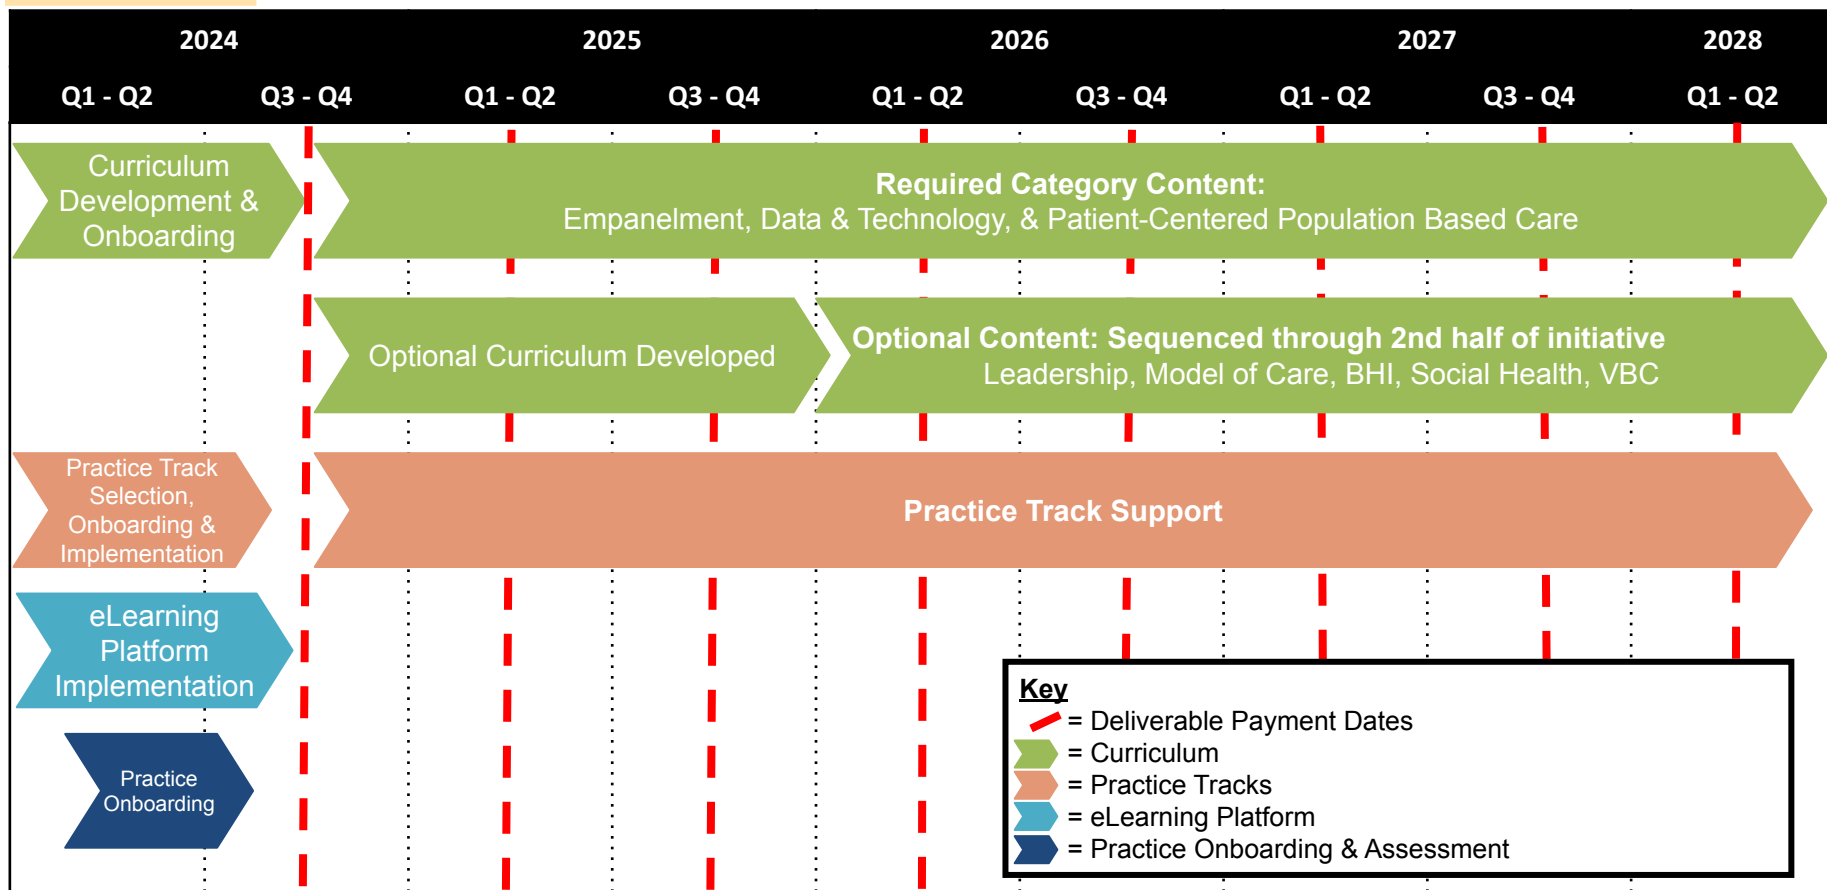 2024 2025 2026 2027 2028
Q1 - Q2 Q3 - Q4 Q1 - Q2 Q3 - Q4 Q1 - Q2 Q3 - Q4 Q1 - Q2 Q3 - Q4 Q1 - Q2
Curriculum
Development &
Onboarding
Required Category Content:
Empanelment, Data & Technology, & Patient-Centered Population Based Care
Optional Curriculum Developed
Optional Content: Sequenced through 2nd half of initiative
Leadership, Model of Care, BHI, Social Health, VBC
Practice Track
Selection,
Onboarding &
Implementation
Practice Track Support
eLearning
Platform
Implementation
Practice
Onboarding
Key
= Deliverable Payment Dates
= Curriculum
= Practice Tracks
= eLearning Platform
= Practice Onboarding & Assessment